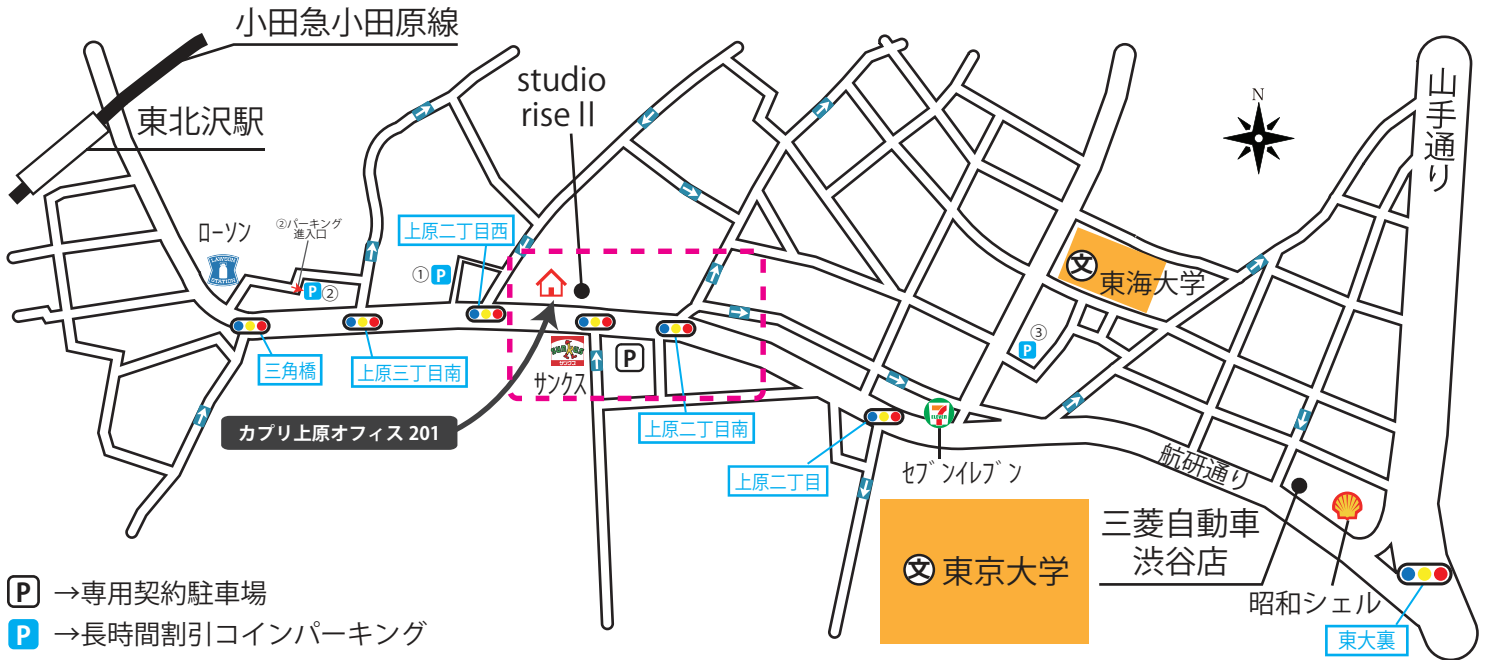 小田急小田原線
東北沢駅
studio
rise II
山手通り
N
ローソン
LAWSON
STATION
②パーキング
進入口
P ②
① P
上原二丁目西
文 東海大学
③
P
三角橋
上原三丁目南
サンクス
P
上原二丁目南
カプリ上原オフィス 201
上原二丁目
7
ELEVEN
セブンイレブン
航研通り
文 東京大学
三菱自動車
渋谷店
昭和シェル
東大裏
P →専用契約駐車場
P →長時間割引コインパーキング